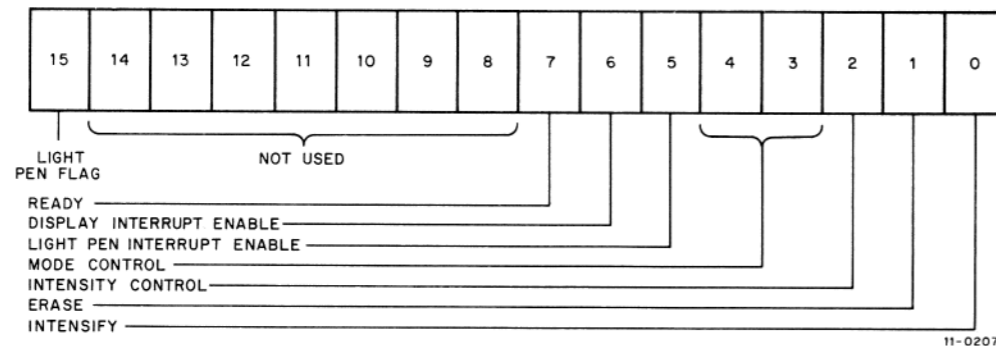 15 14 13 12 11 10 9 8 7 6 5 4 3 2 1 0
LIGHT
PEN FLAG
NOT USED
READY
DISPLAY INTERRUPT ENABLE
LIGHT PEN INTERRUPT ENABLE
MODE CONTROL
INTENSITY CONTROL
ERASE
INTENSIFY
11-0207